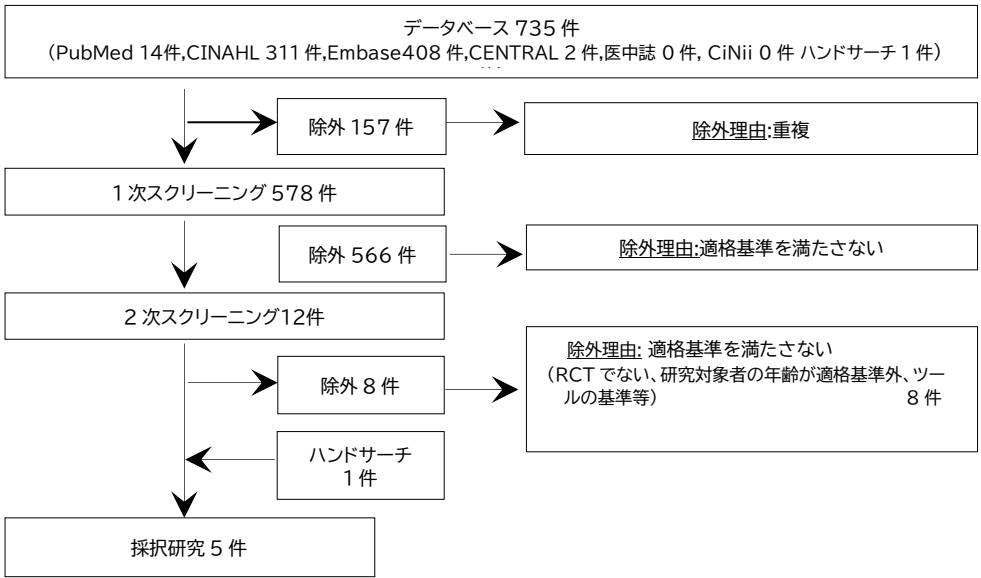 データベース 735 件
（PubMed 14件,CINAHL 311 件,Embase408 件,CENTRAL 2 件,医中誌 0 件, CiNii 0 件 ハンドサーチ 1 件）
除外 157 件
除外理由:重複
1 次スクリーニング 578 件
除外 566 件
除外理由:適格基準を満たさない
2 次スクリーニング12件
除外理由: 適格基準を満たさない
（RCT でない、研究対象者の年齢が適格基準外、ツー
ルの基準等） 8 件
除外 8 件
ハンドサーチ
1 件
採択研究 5 件